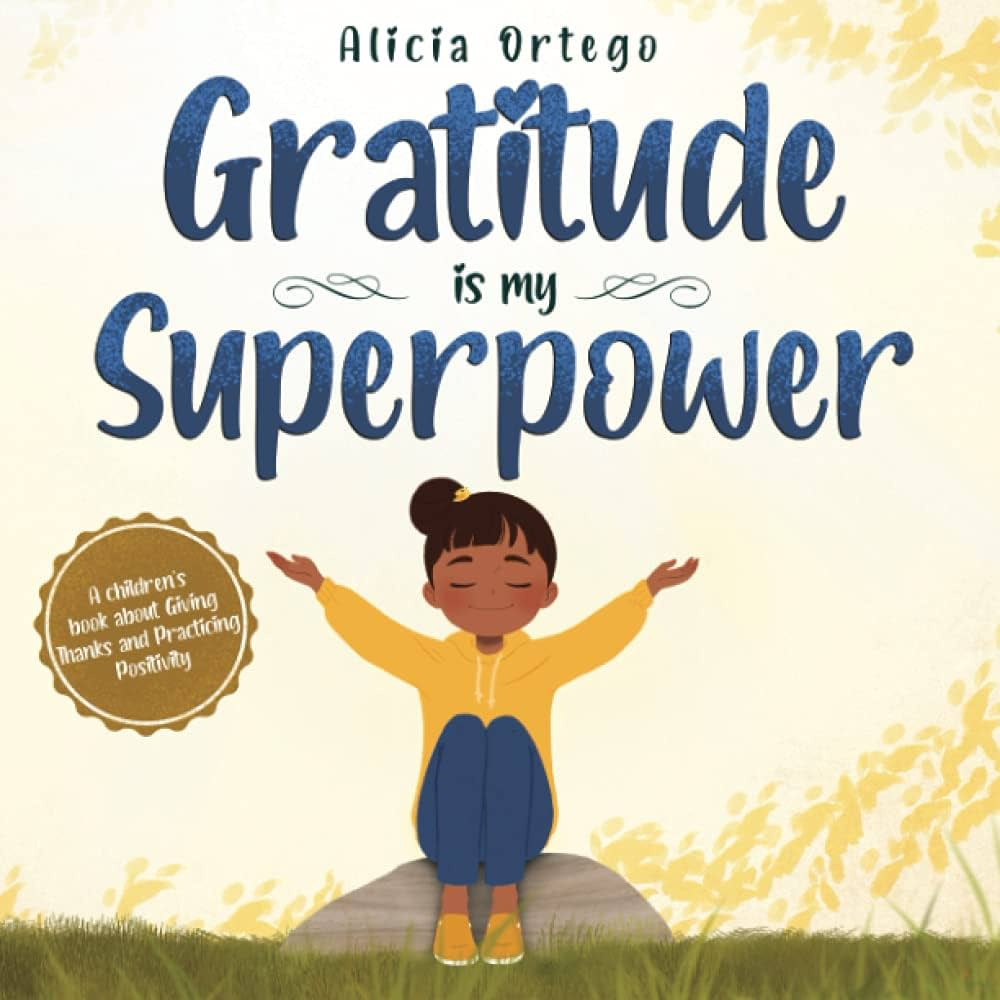 Alicia Ortego
Gratitude
is my
Superpower
A children's
book about Giving
Thanks and Practicing
Positivity